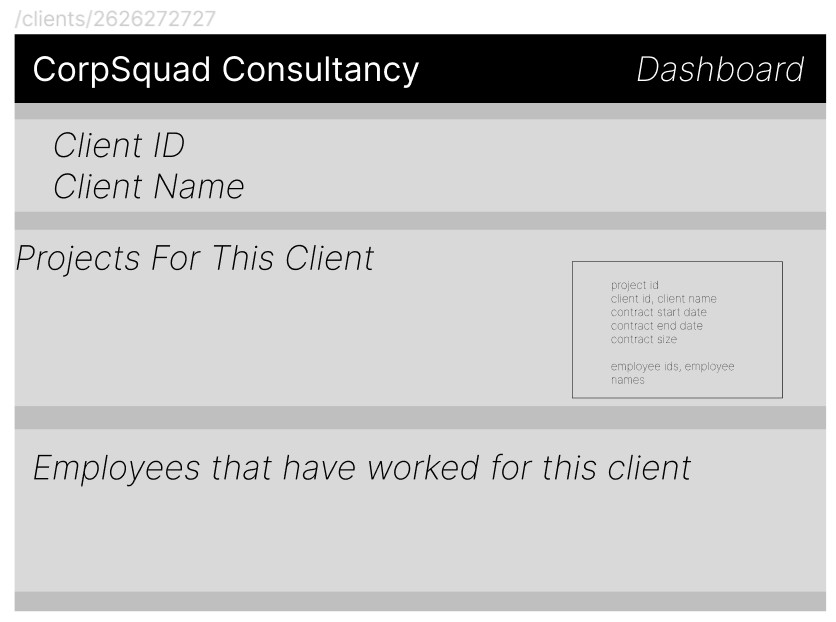 /clients/2626272727
CorpSquad Consultancy
Dashboard
Client ID
Client Name
Projects For This Client
project id
client id, client name
contract start date
contract end date
contract size
employee ids, employee
names
Employees that have worked for this client